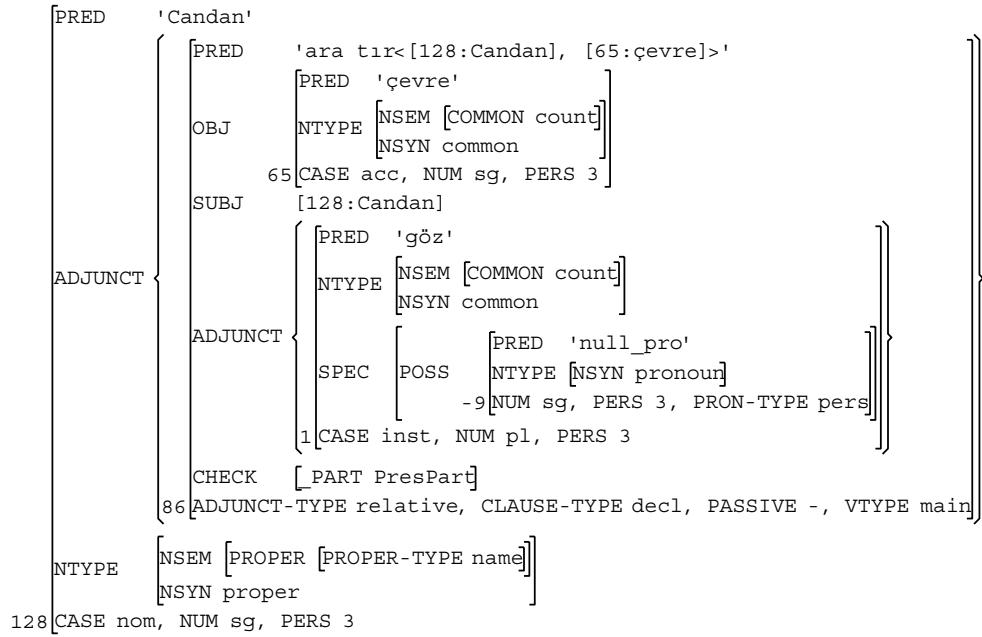 PRED 'Candan'
PRED 'ara tır<[128:Candan], [65:çevre]>'
PRED 'çevre'
NSEM [COMMON count]
OBJ NTYPE
NSYN common
65 CASE acc, NUM sg, PERS 3
SUBJ [128:Candan]
PRED 'göz'
ADJUNCT NTYPE NSEM [COMMON count]
NSYN common
ADJUNCT PRED 'null_pro'
SPEC POSS NTYPE [NSYN pronoun]
-9 NUM sg, PERS 3, PRON-TYPE pers
1 CASE inst, NUM pl, PERS 3
CHECK [_PART PresPart]
86 ADJUNCT-TYPE relative, CLAUSE-TYPE decl, PASSIVE -, VTYPE main
NTYPE NSEM [PROPER [PROPER-TYPE name]]
NSYN proper
128 CASE nom, NUM sg, PERS 3